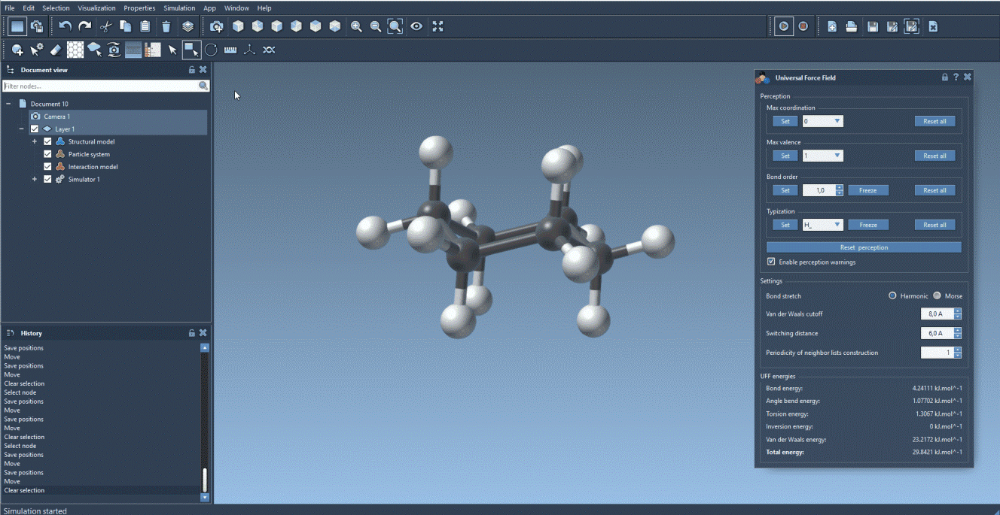 File Edit Selection Visualization Properties Simulation App Window Help
Document view
Filter nodes...
Document 10
Camera 1
Layer 1
Structural model
Particle system
Interaction model
Simulator 1
History
Save positions
Move
Save positions
Move
Clear selection
Select node
Save positions
Move
Save positions
Move
Clear selection
Select node
Save positions
Move
Save positions
Move
Clear selection
Simulation started
Universal Force Field
Perception
Max coordination
Set 0 Reset all
Max valence
Set 1 Reset all
Bond order
Set 1,0 Freeze Reset all
Typization
Set H_ Freeze Reset all
Reset perception
Enable perception warnings
Settings
Bond stretch Harmonic Morse
Van der Waals cutoff 8,0 A
Switching distance 6,0 A
Periodicity of neighbor lists construction 1
UFF energies
Bond energy: 4.24111 kJ.mol^-1
Angle bend energy: 1.07702 kJ.mol^-1
Torsion energy: 1.3067 kJ.mol^-1
Inversion energy: 0 kJ.mol^-1
Van der Waals energy: 23.2172 kJ.mol^-1
Total energy: 29.8421 kJ.mol^-1